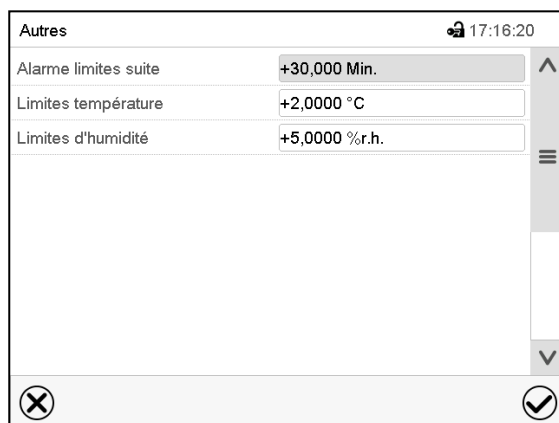 Autres 17:16:20
Alarme limites suite +30,000 Min.
Limites température +2,0000 °C
Limites d'humidité +5,0000 %r.h.